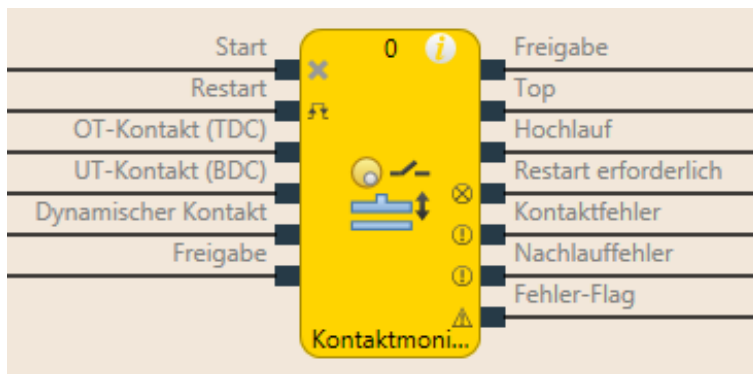 Start
0
i
Freigabe
Restart
Top
OT-Kontakt (TDC)
Hochlauf
UT-Kontakt (BDC)
Restart erforderlich
Dynamischer Kontakt
Kontaktfehler
Freigabe
Nachlauffehler
Fehler-Flag
Kontaktmoni...